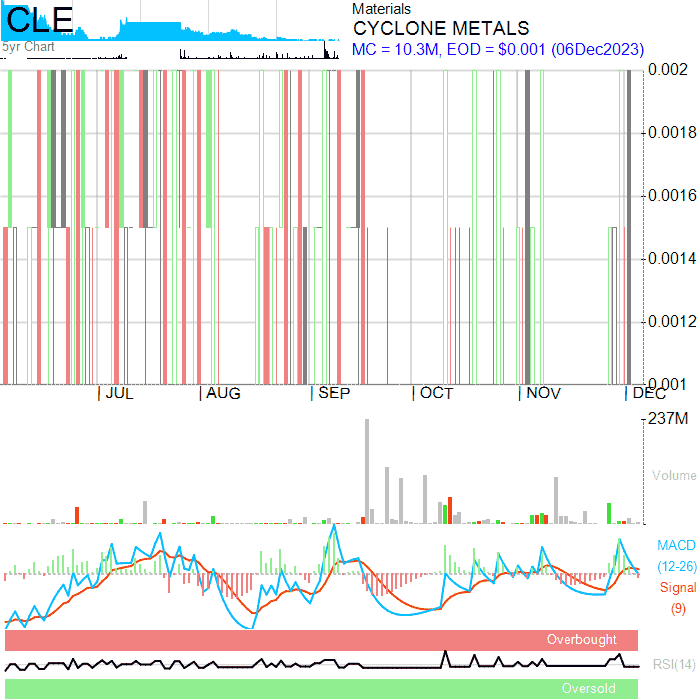 CLE
5yr Chart
Materials
CYCLONE METALS
MC = 10.3M, EOD = $0.001 (06Dec2023)
0.002
0.0018
0.0016
0.0014
0.0012
0.001
JUL AUG SEP OCT NOV DEC
237M
Volume
MACD
(12-26)
Signal
(9)
Overbought
RSI(14)
Oversold